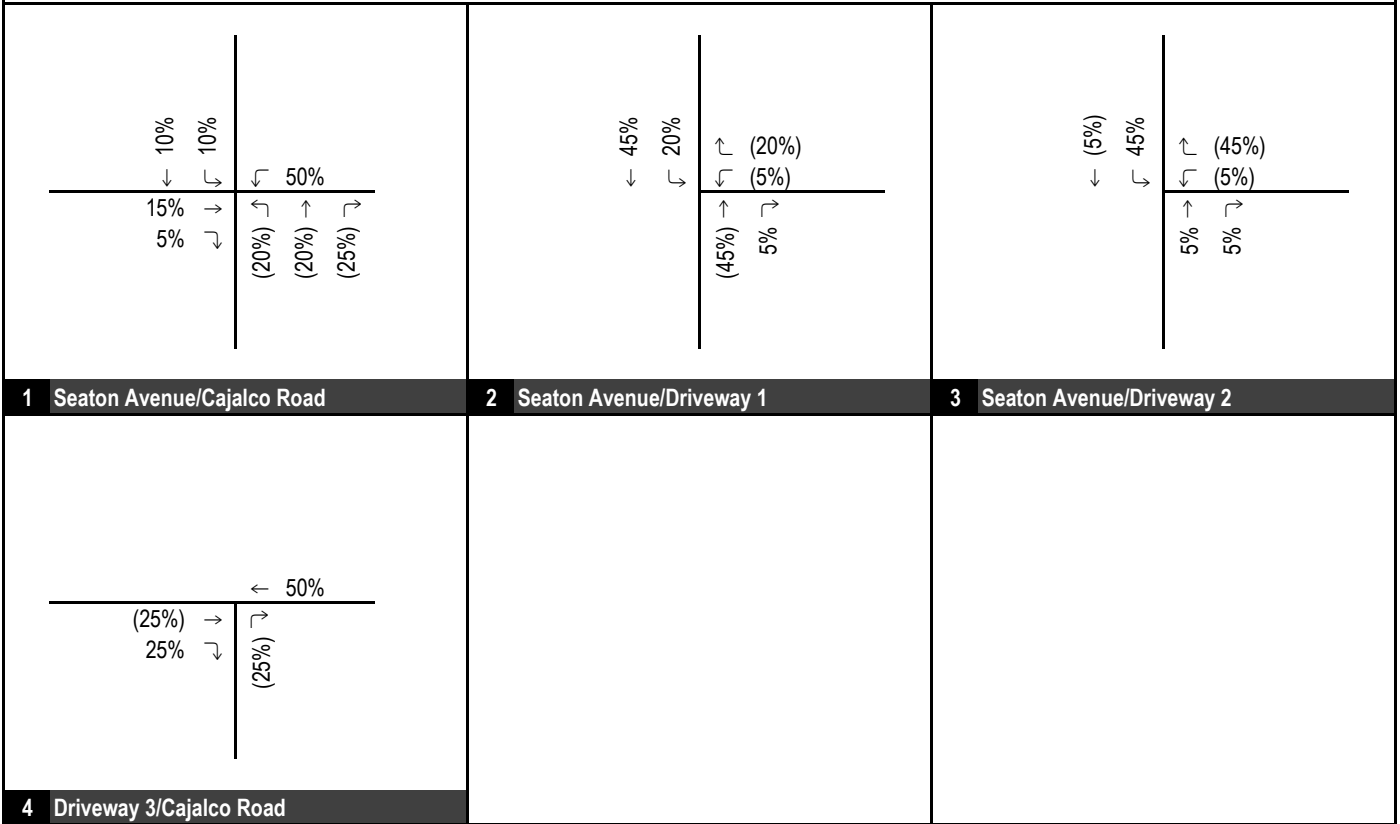 10% 10%
↓ ↳ ↲ 50%
15% →
5% ↴
↰ ↑ ↱
(20%) (20%) (25%)
1 Seaton Avenue/Cajalco Road
45% 20%
(20%)
↓ ↳ ↲ (5%)
↑ ↱
(45%) 5%
2 Seaton Avenue/Driveway 1
(5%) 45%
(45%)
↓ ↳ ↲ (5%)
↑ ↱
5% 5%
3 Seaton Avenue/Driveway 2
← 50%
(25%) → ↱
25% ↴ (25%)
4 Driveway 3/Cajalco Road